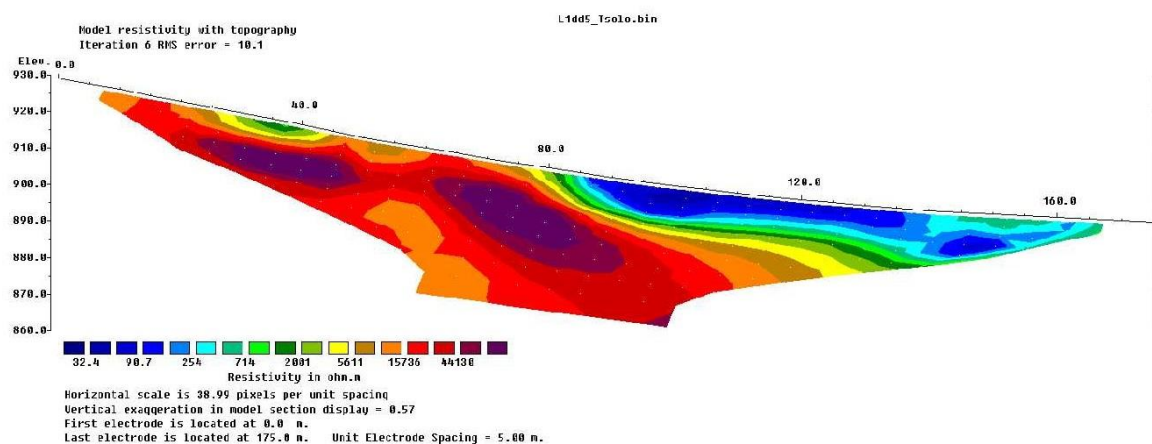 L1dd5_Tsolo.bin
Model resistivity with topography
Iteration 6 RMS error = 10.1
Elev.
0.0
930.0
920.0
40.0
910.0
80.0
900.0
120.0
160.0
890.0
880.0
870.0
860.0
32.4 90.7 254 714 2001 5611 15736 44130
Resistivity in ohm.m
Horizontal scale is 38.99 pixels per unit spacing
Vertical exaggeration in model section display = 0.57
First electrode is located at 0.0 m.
Last electrode is located at 175.0 m. Unit Electrode Spacing = 5.00 m.